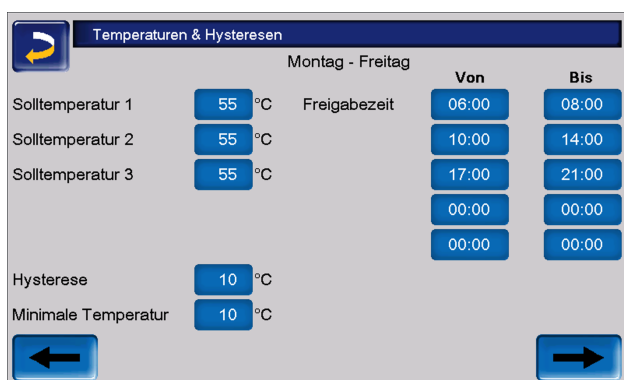 Temperaturen & Hysteresen
Montag - Freitag
Von Bis
Solltemperatur 1 55 °C Freigabezeit 06:00 08:00
Solltemperatur 2 55 °C 10:00 14:00
Solltemperatur 3 55 °C 17:00 21:00
00:00 00:00
00:00 00:00
Hysterese 10 °C
Minimale Temperatur 10 °C